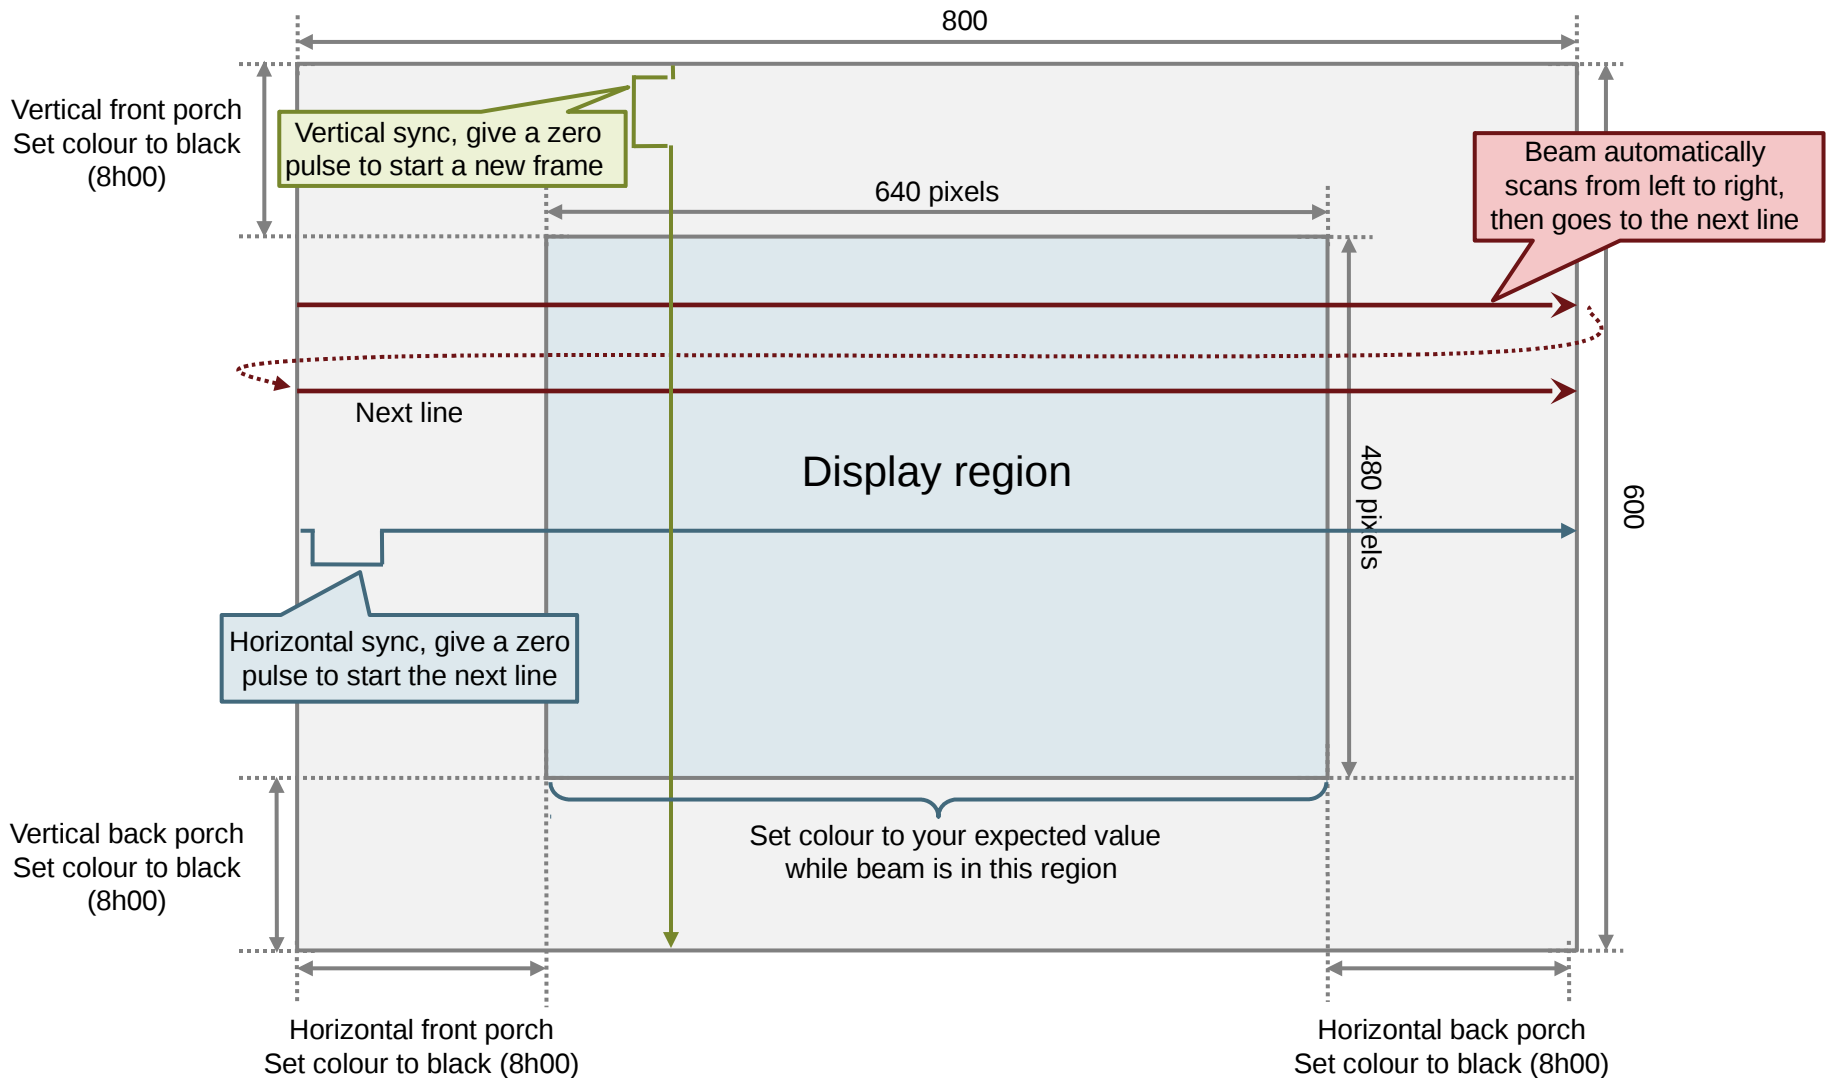 800
Vertical front porch
Set colour to black
(8h00)
Vertical sync, give a zero
pulse to start a new frame
Beam automatically
scans from left to right,
then goes to the next line
640 pixels
Next line
Display region
480 pixels
600
Horizontal sync, give a zero
pulse to start the next line
Vertical back porch
Set colour to black
(8h00)
Set colour to your expected value
while beam is in this region
Horizontal front porch
Set colour to black (8h00)
Horizontal back porch
Set colour to black (8h00)